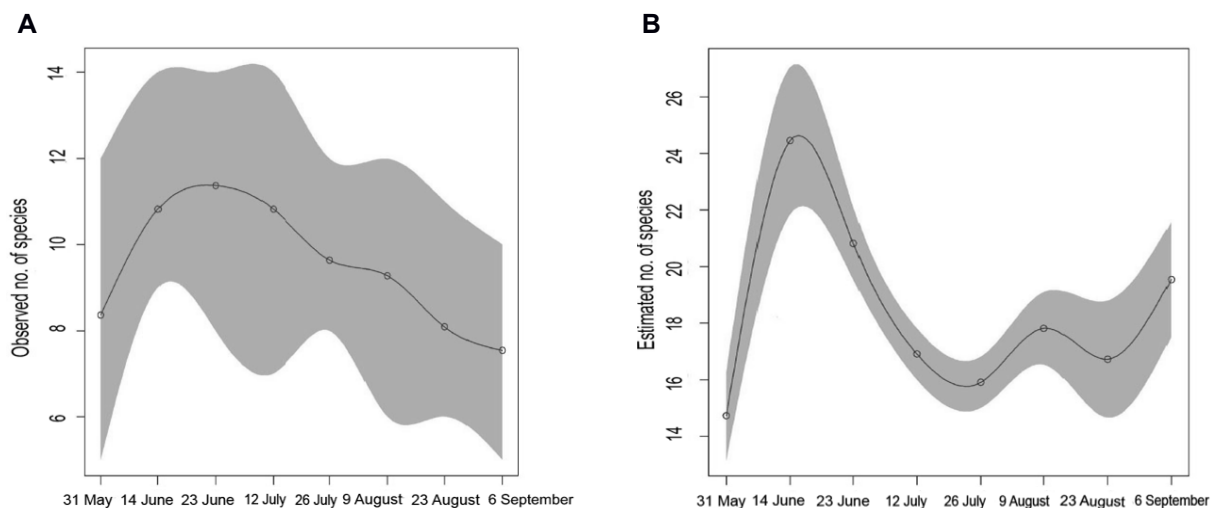 A
Observed no. of species
14
12
10
8
6
31 May 14 June 23 June 12 July 26 July 9 August 23 August 6 September
B
Estimated no. of species
26
24
22
20
18
16
14
31 May 14 June 23 June 12 July 26 July 9 August 23 August 6 September